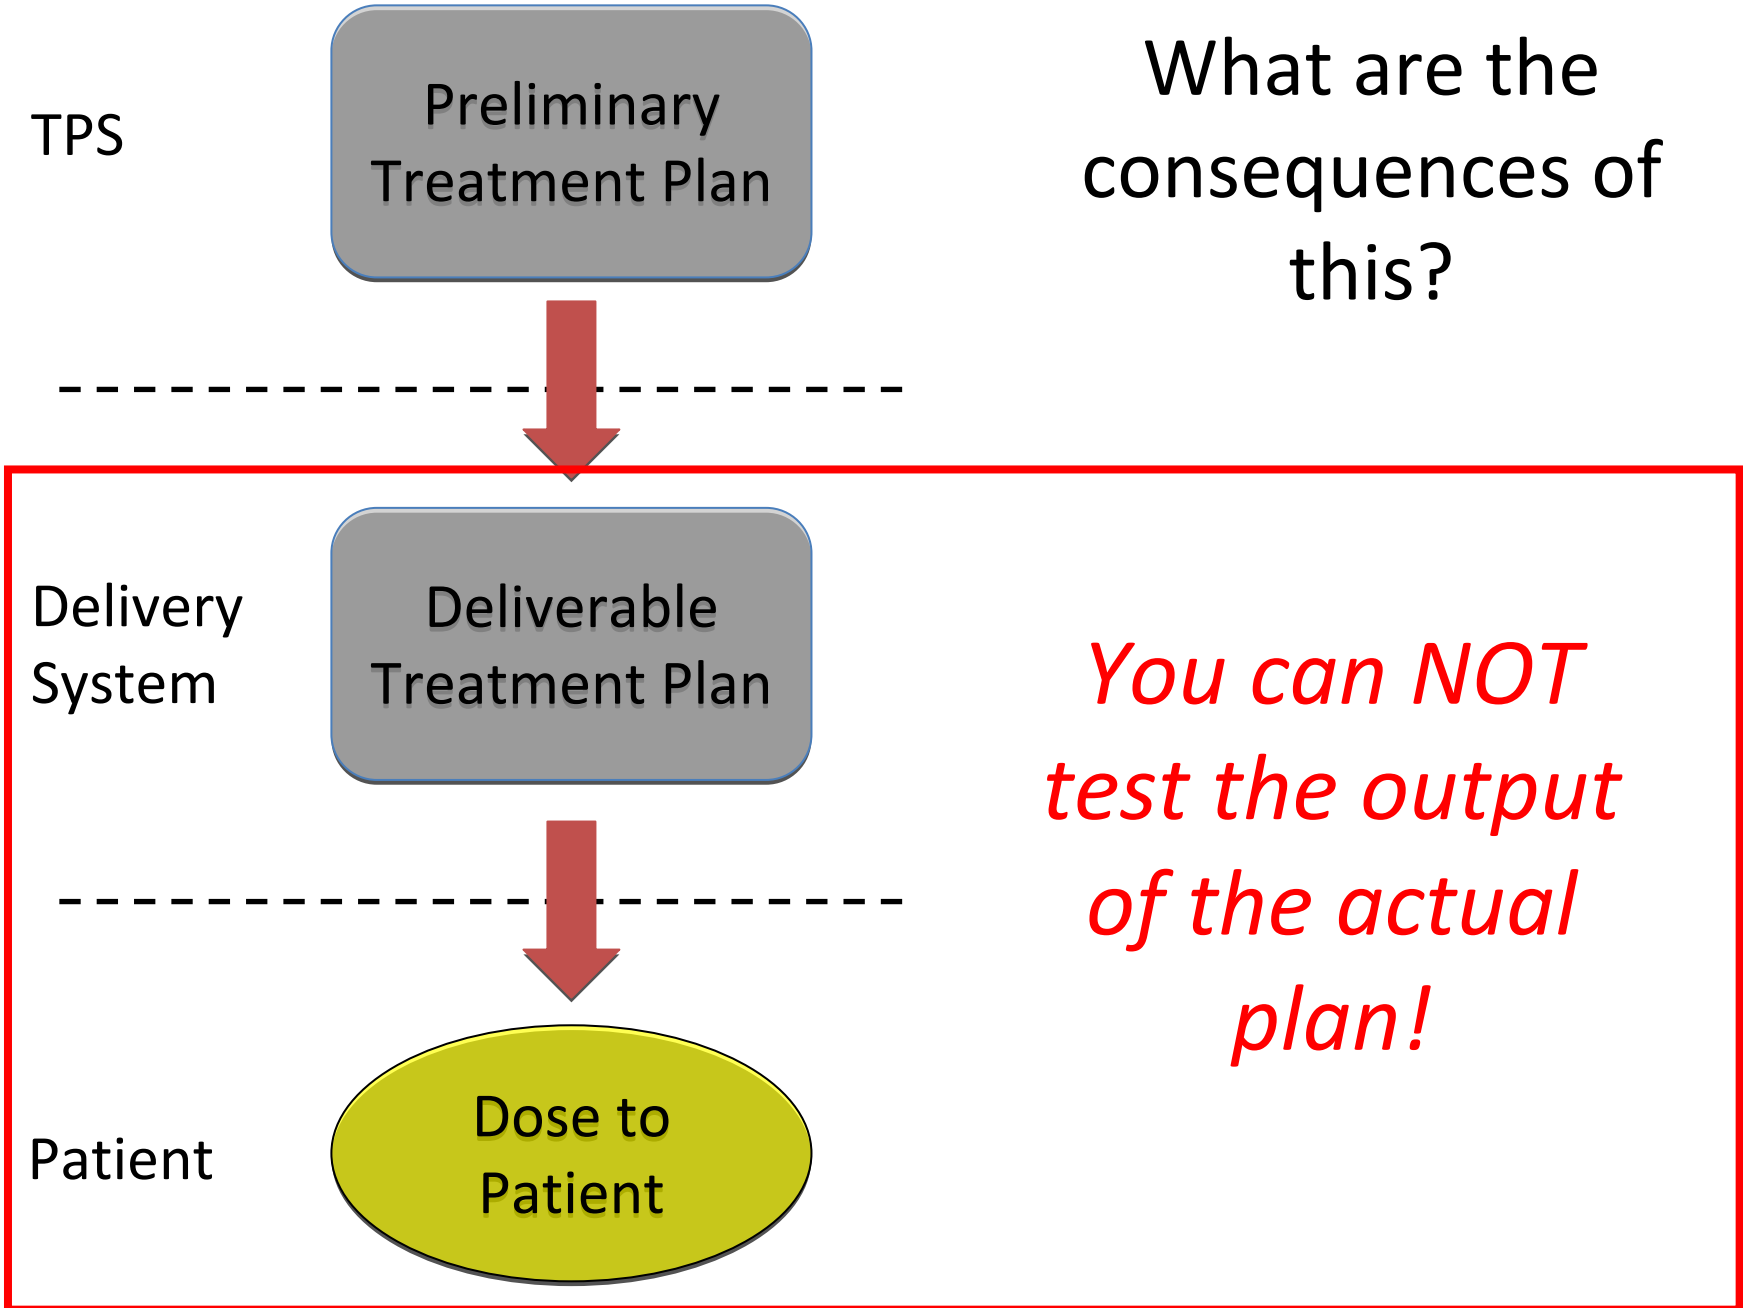 What are the
consequences of
this?
TPS
Preliminary
Treatment Plan
Delivery
System
Deliverable
Treatment Plan
You can NOT
test the output
of the actual
plan!
Patient
Dose to
Patient